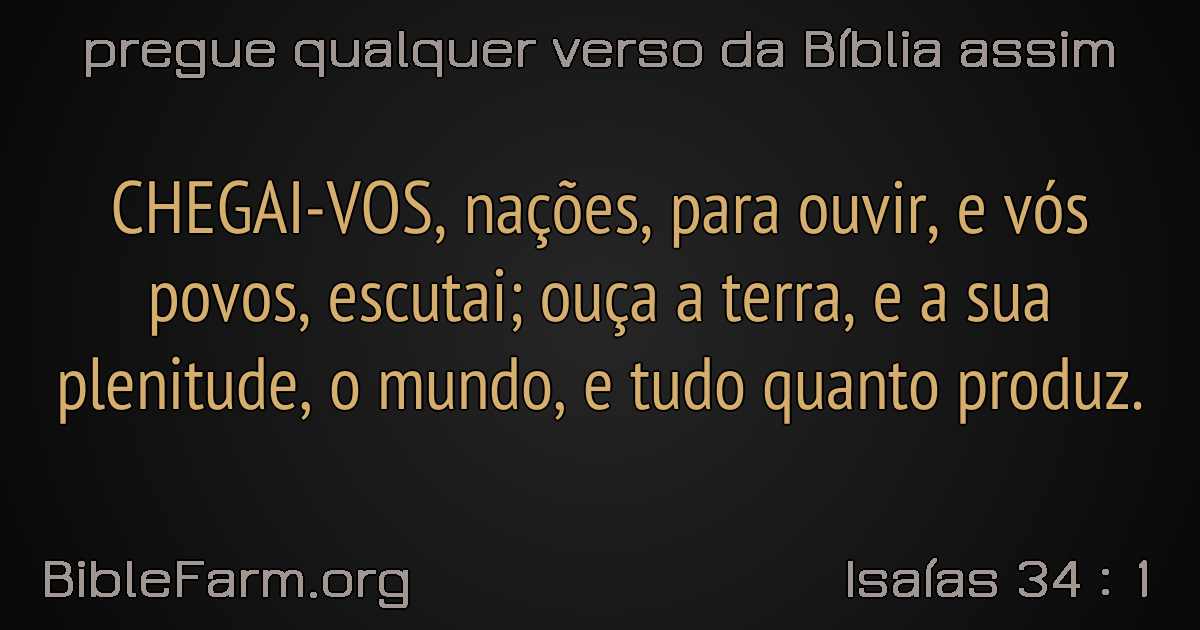 pregue qualquer verso da Bíblia assim
CHEGAI-VOS, nações, para ouvir, e vós
povos, escutai; ouça a terra, e a sua
plenitude, o mundo, e tudo quanto produz.
BibleFarm.org
Isaías 34 : 1